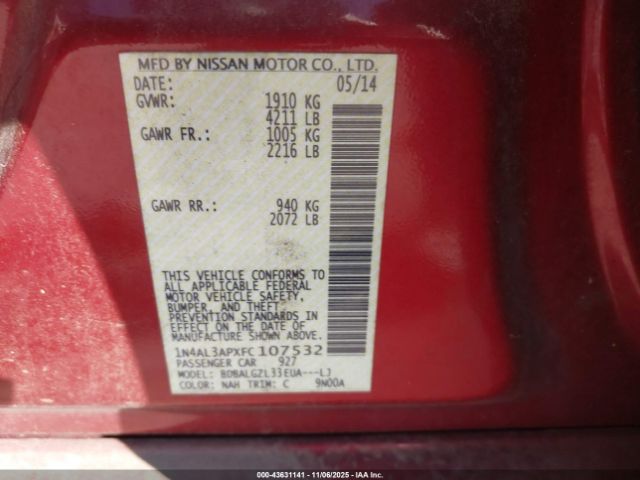 MFD BY NISSAN MOTOR CO., LTD.
DATE: 05/14
GVWR: 1910 KG
4211 LB
GAWR FR.: 1005 KG
2216 LB
GAWR RR.: 940 KG
2072 LB
THIS VEHICLE CONFORMS TO
ALL APPLICABLE FEDERAL
MOTOR VEHICLE SAFETY,
BUMPER, AND THEFT
PREVENTION STANDARDS IN
EFFECT ON THE DATE OF
MANUFACTURE SHOWN ABOVE.
1N4AL3APXFC107532
PASSENGER CAR 927
MODEL: BDBALGZL33EUA---LJ
COLOR: NAH TRIM: C 9N00A
000-43631141 - 11/06/2025 - IAA Inc.